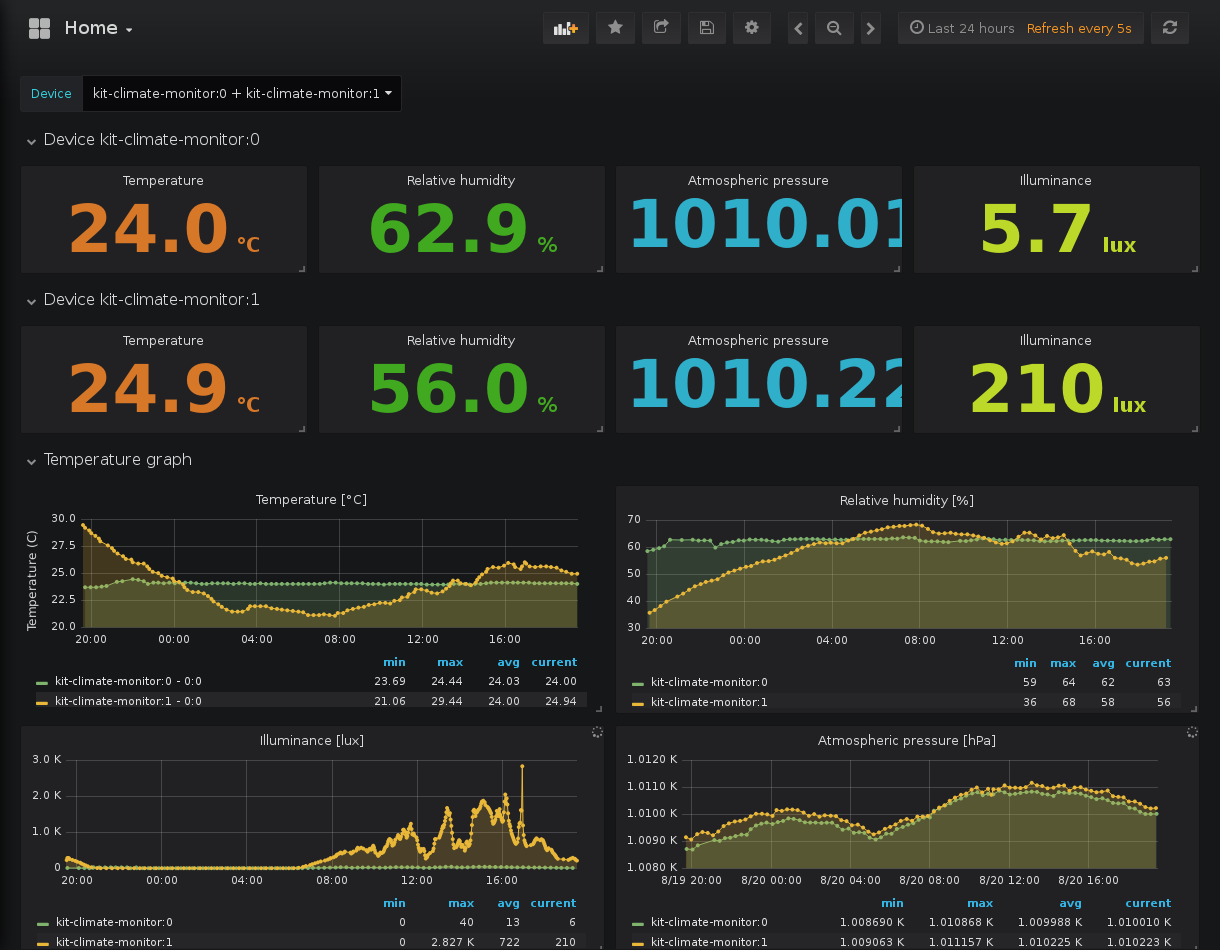 Home
Last 24 hours Refresh every 5s
Device kit-climate-monitor:0 + kit-climate-monitor:1
Device kit-climate-monitor:0
Temperature Relative humidity Atmospheric pressure Illuminance
24.0 °C 62.9 % 1010.01 5.7 lux
Device kit-climate-monitor:1
Temperature Relative humidity Atmospheric pressure Illuminance
24.9 °C 56.0 % 1010.22 210 lux
Temperature graph
Temperature [°C]
Temperature (C)
30.0
27.5
25.0
22.5
20.0
20:00 00:00 04:00 08:00 12:00 16:00
min max avg current
kit-climate-monitor:0 - 0:0 23.69 24.44 24.03 24.00
kit-climate-monitor:1 - 0:0 21.06 29.44 24.00 24.94
Relative humidity [%]
70
60
50
40
30
20:00 00:00 04:00 08:00 12:00 16:00
min max avg current
kit-climate-monitor:0 59 64 62 63
kit-climate-monitor:1 36 68 58 56
Illuminance [lux]
3.0 K
2.0 K
1.0 K
0
20:00 00:00 04:00 08:00 12:00 16:00
min max avg current
kit-climate-monitor:0 0 40 13 6
kit-climate-monitor:1 0 2.827 K 722 210
Atmospheric pressure [hPa]
1.0120 K
1.0110 K
1.0100 K
1.0090 K
1.0080 K
8/19 20:00 8/20 00:00 8/20 04:00 8/20 08:00 8/20 12:00 8/20 16:00
min max avg current
kit-climate-monitor:0 1.008690 K 1.010868 K 1.009988 K 1.010010 K
kit-climate-monitor:1 1.009063 K 1.011157 K 1.010225 K 1.010223 K